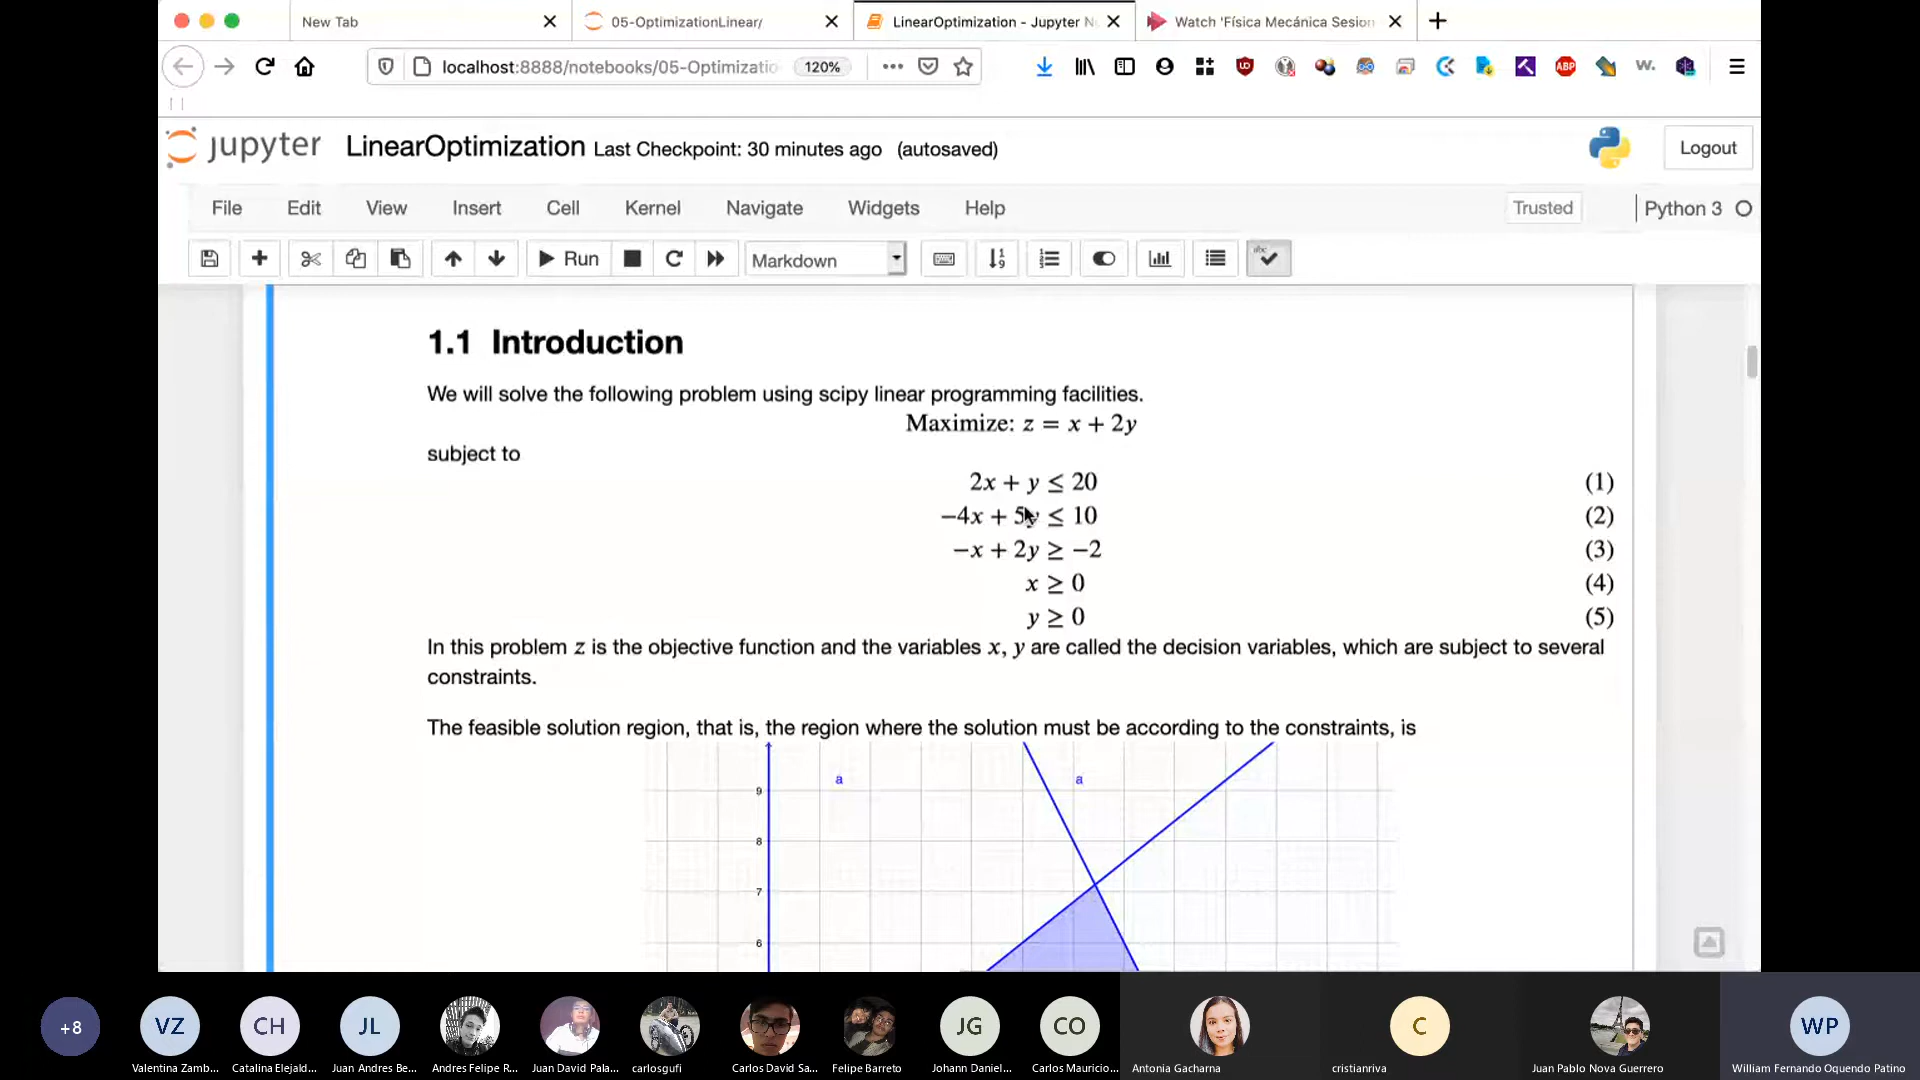 New Tab
05-OptimizationLinear/
LinearOptimization - Jupyter N
Watch 'Física Mecánica Sesion
localhost:8888/notebooks/05-Optimizatio
120%
jupyter
LinearOptimization Last Checkpoint: 30 minutes ago (autosaved)
Logout
File Edit View Insert Cell Kernel Navigate Widgets Help
Trusted
Python 3
Run
Markdown
1.1 Introduction
We will solve the following problem using scipy linear programming facilities.
Maximize: z = x + 2y
subject to
2x + y ≤ 20 (1)
−4x + 5y ≤ 10 (2)
−x + 2y ≥ −2 (3)
x ≥ 0 (4)
y ≥ 0 (5)
In this problem z is the objective function and the variables x, y are called the decision variables, which are subject to several
constraints.
The feasible solution region, that is, the region where the solution must be according to the constraints, is
a a
9
8
7
6
+8 VZ CH JL JG CO C WP
Valentina Zamb... Catalina Elejald... Juan Andres Be... Andres Felipe R... Juan David Pala... carlosgufi Carlos David Sa... Felipe Barreto Johann Daniel... Carlos Mauricio... Antonia Gacharna cristianriva Juan Pablo Nova Guerrero William Fernando Oquendo Patino